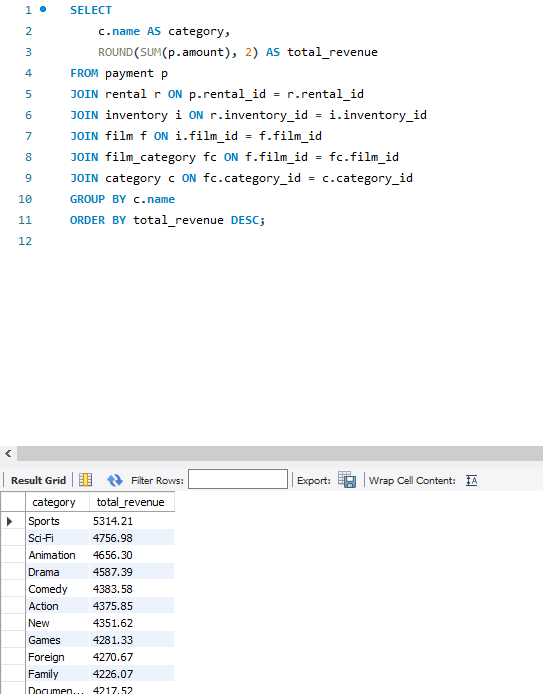 1 SELECT
2 c.name AS category,
3 ROUND(SUM(p.amount), 2) AS total_revenue
4 FROM payment p
5 JOIN rental r ON p.rental_id = r.rental_id
6 JOIN inventory i ON r.inventory_id = i.inventory_id
7 JOIN film f ON i.film_id = f.film_id
8 JOIN film_category fc ON f.film_id = fc.film_id
9 JOIN category c ON fc.category_id = c.category_id
10 GROUP BY c.name
11 ORDER BY total_revenue DESC;
12
Result Grid Filter Rows: Export: Wrap Cell Content: IA
category total_revenue
Sports 5314.21
Sci-Fi 4756.98
Animation 4656.30
Drama 4587.39
Comedy 4383.58
Action 4375.85
New 4351.62
Games 4281.33
Foreign 4270.67
Family 4226.07
Documen... 4217.52